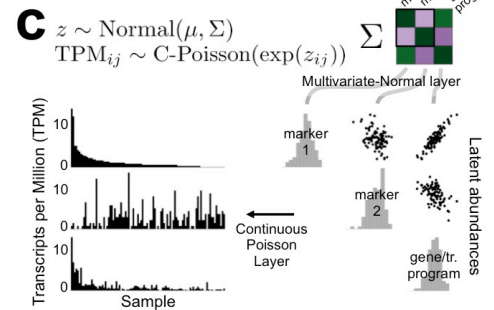 C
z ∼ Normal(μ, Σ)
TPMᵢⱼ ∼ C-Poisson(exp(zᵢⱼ))
Σ
Multivariate-Normal layer
Transcripts per Million (TPM)
10
0
10
0
10
0
Sample
Continuous
Poisson
Layer
marker
1
marker
2
gene/tr.
program
Latent abundances